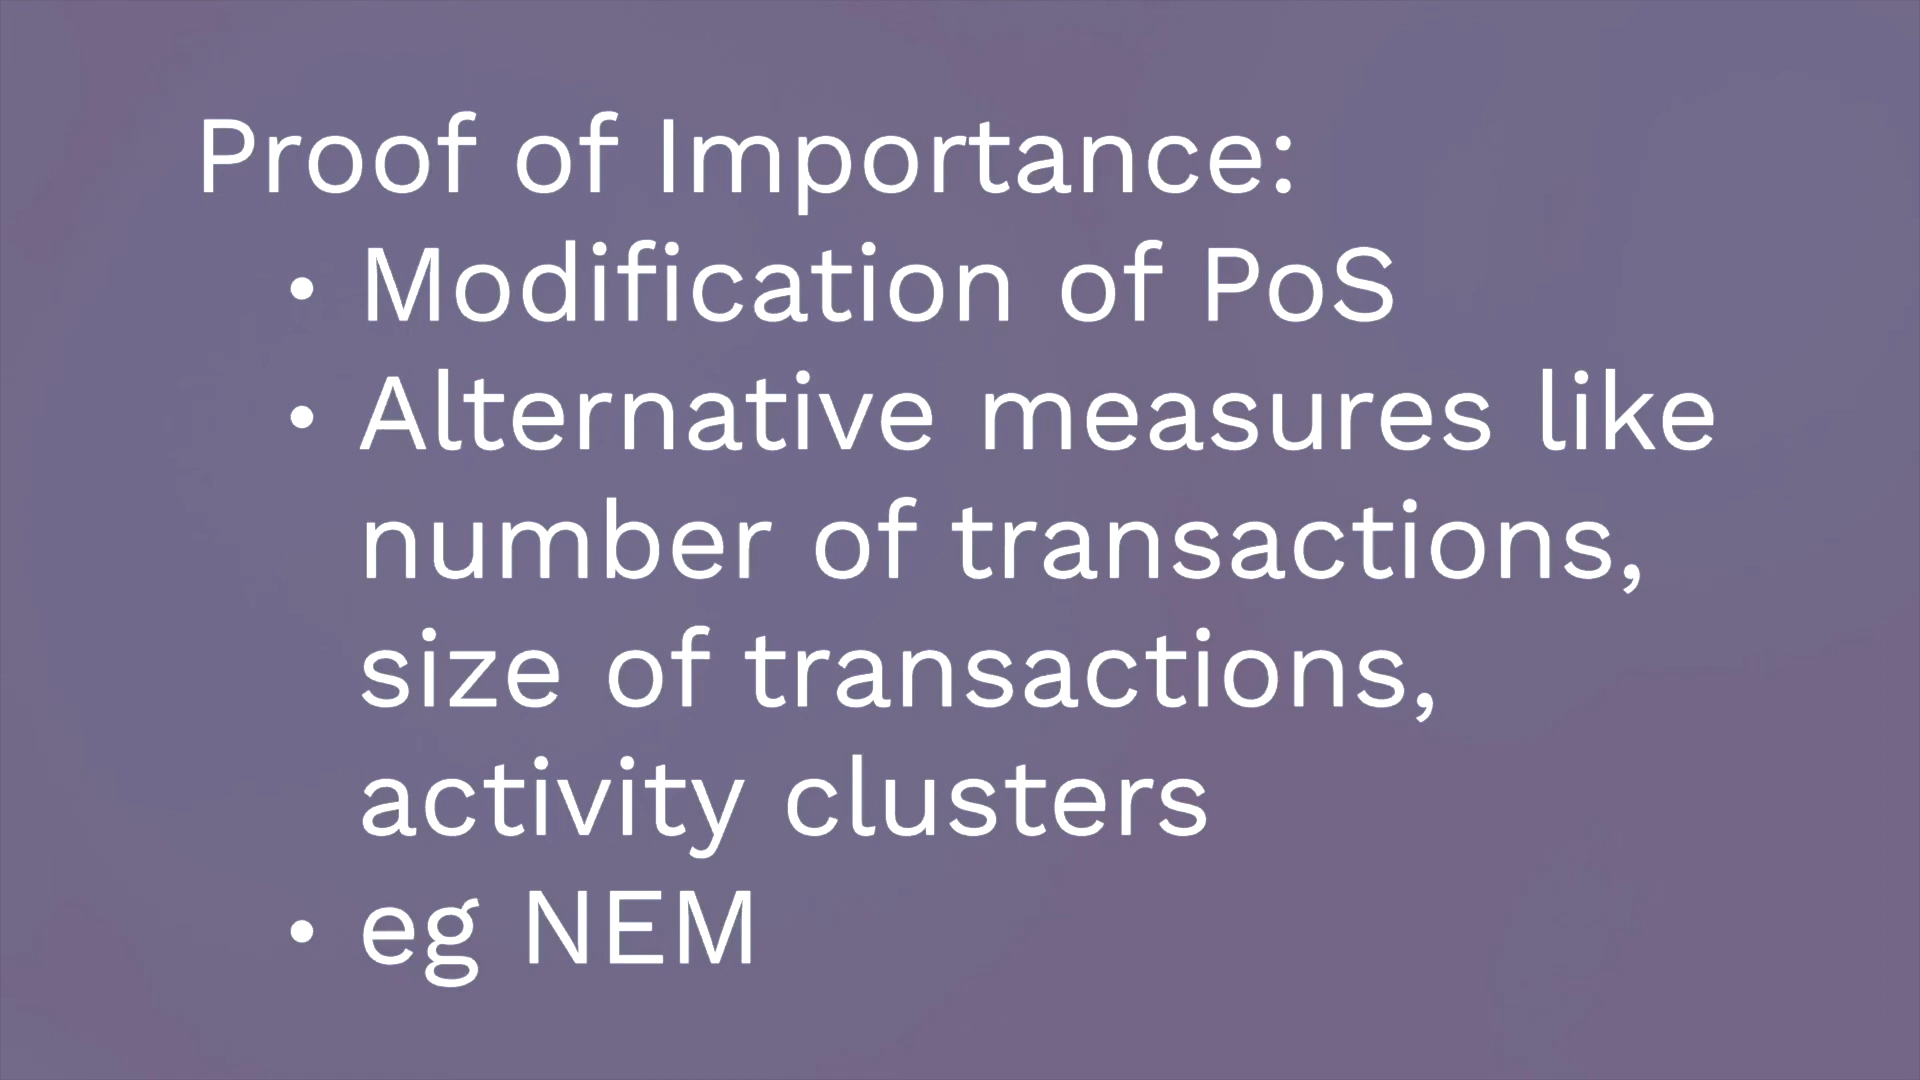 Proof of Importance:
• Modification of PoS
• Alternative measures like
number of transactions,
size of transactions,
activity clusters
• eg NEM